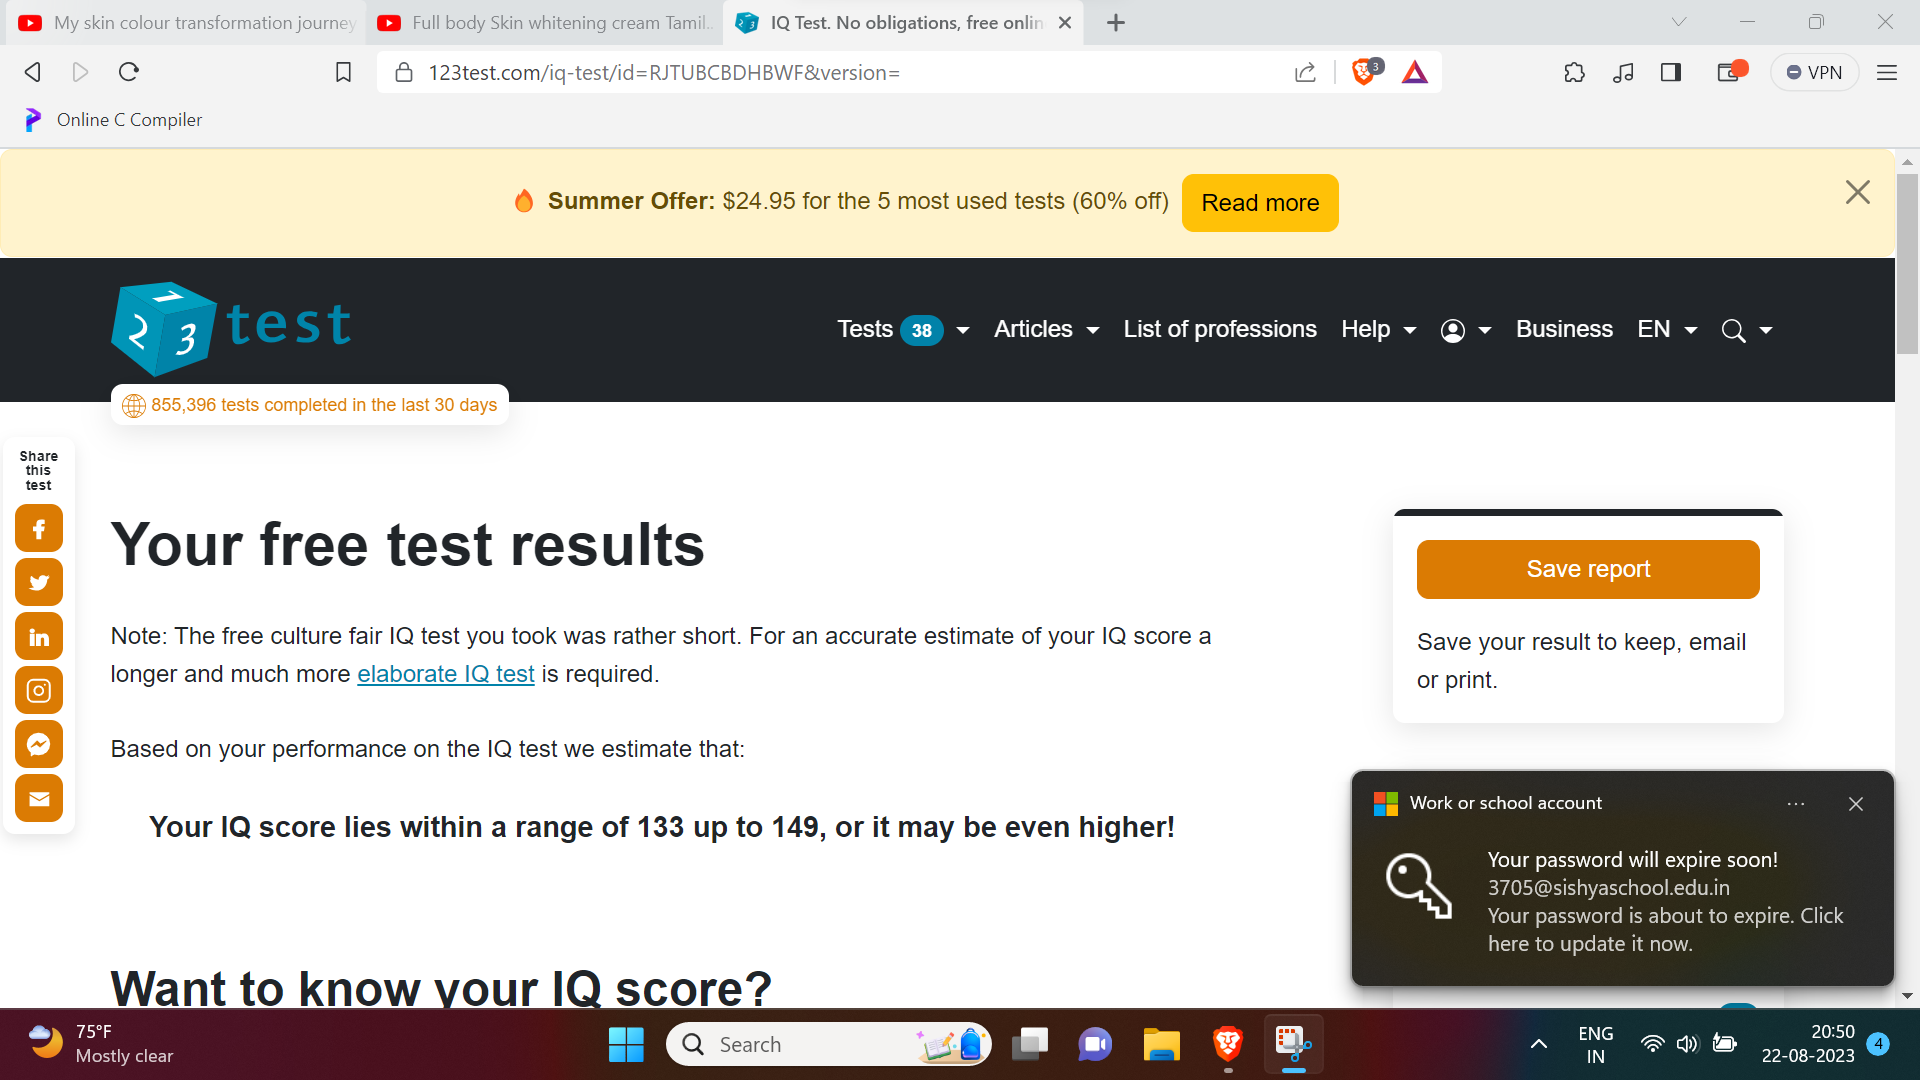 My skin colour transformation journey
Full body Skin whitening cream Tamil
IQ Test. No obligations, free onlin
123test.com/iq-test/id=RJTUBCBDHBWF&version=
3
VPN
Online C Compiler
Summer Offer: $24.95 for the 5 most used tests (60% off)
Read more
1 2 3 test
Tests 38
Articles
List of professions
Help
Business
EN
855,396 tests completed in the last 30 days
Share
this
test
Your free test results
Note: The free culture fair IQ test you took was rather short. For an accurate estimate of your IQ score a
longer and much more elaborate IQ test is required.
Based on your performance on the IQ test we estimate that:
Your IQ score lies within a range of 133 up to 149, or it may be even higher!
Want to know your IQ score?
Save report
Save your result to keep, email
or print.
Work or school account
Your password will expire soon!
3705@sishyaschool.edu.in
Your password is about to expire. Click
here to update it now.
75°F
Mostly clear
Search
ENG
IN
20:50
22-08-2023
4